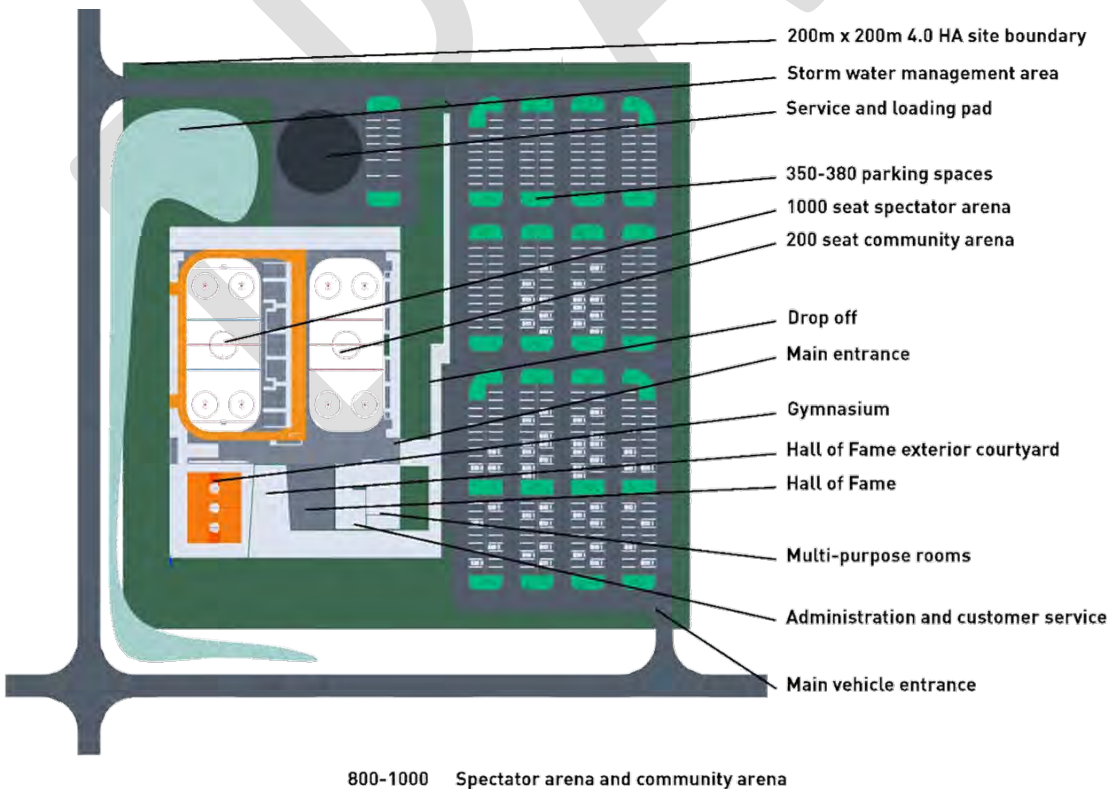 200m x 200m 4.0 HA site boundary
Storm water management area
Service and loading pad
350-380 parking spaces
1000 seat spectator arena
200 seat community arena
Drop off
Main entrance
Gymnasium
Hall of Fame exterior courtyard
Hall of Fame
Multi-purpose rooms
Administration and customer service
Main vehicle entrance
800-1000 Spectator arena and community arena